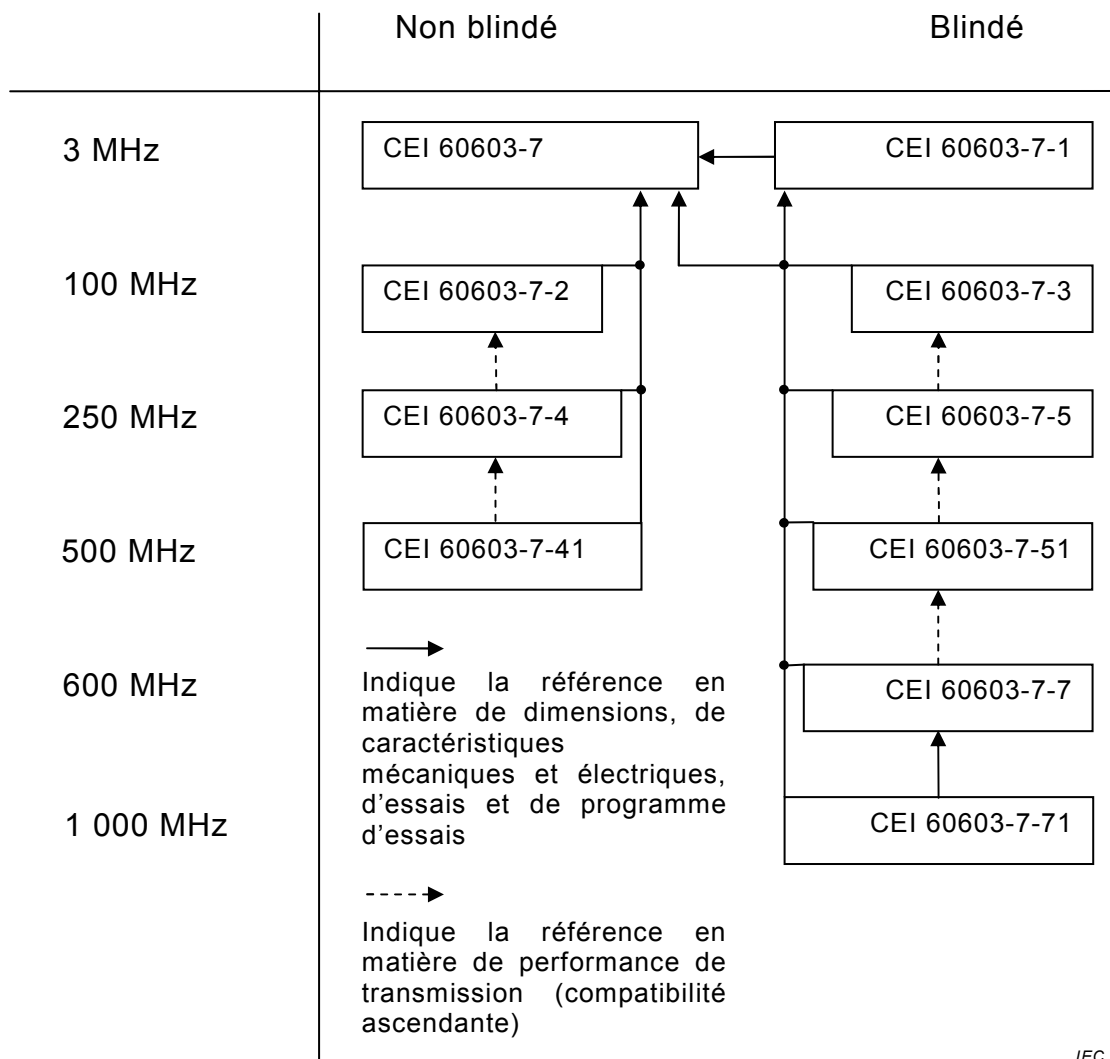 Non blindé
Blindé
3 MHz
CEI 60603-7
CEI 60603-7-1
100 MHz
CEI 60603-7-2
CEI 60603-7-3
250 MHz
CEI 60603-7-4
CEI 60603-7-5
500 MHz
CEI 60603-7-41
CEI 60603-7-51
600 MHz
CEI 60603-7-7
1 000 MHz
CEI 60603-7-71
Indique la référence en
matière de dimensions, de
caractéristiques
mécaniques et électriques,
d’essais et de programme
d’essais
Indique la référence en
matière de performance de
transmission (compatibilité
ascendante)
IEC